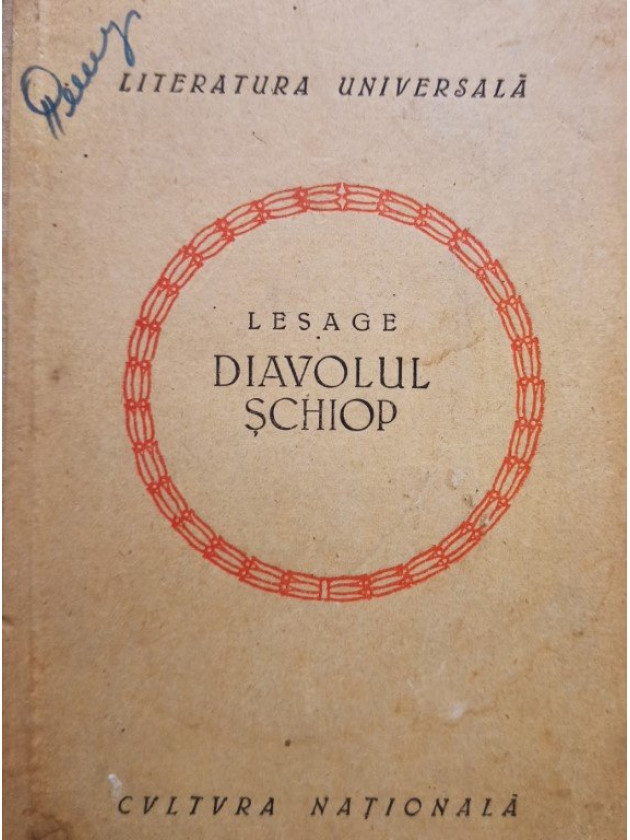 LITERATURA UNIVERSALĂ
LESAGE
DIAVOLUL
ȘCHIOP
CVLTVRA NAȚIONALĂ